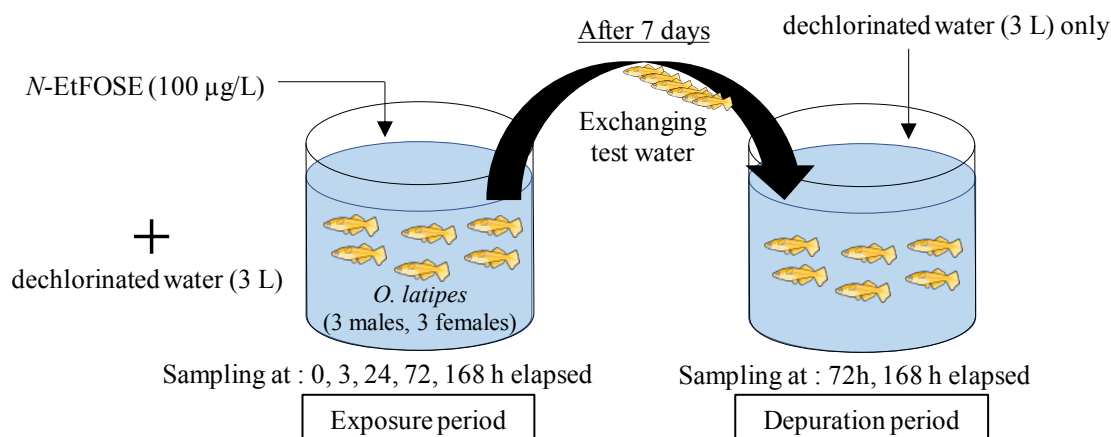 After 7 days
dechlorinated water (3 L) only
N-EtFOSE (100 µg/L)
Exchanging
test water
+
dechlorinated water (3 L)
O. latipes
(3 males, 3 females)
Sampling at : 0, 3, 24, 72, 168 h elapsed
Sampling at : 72h, 168 h elapsed
Exposure period
Depuration period